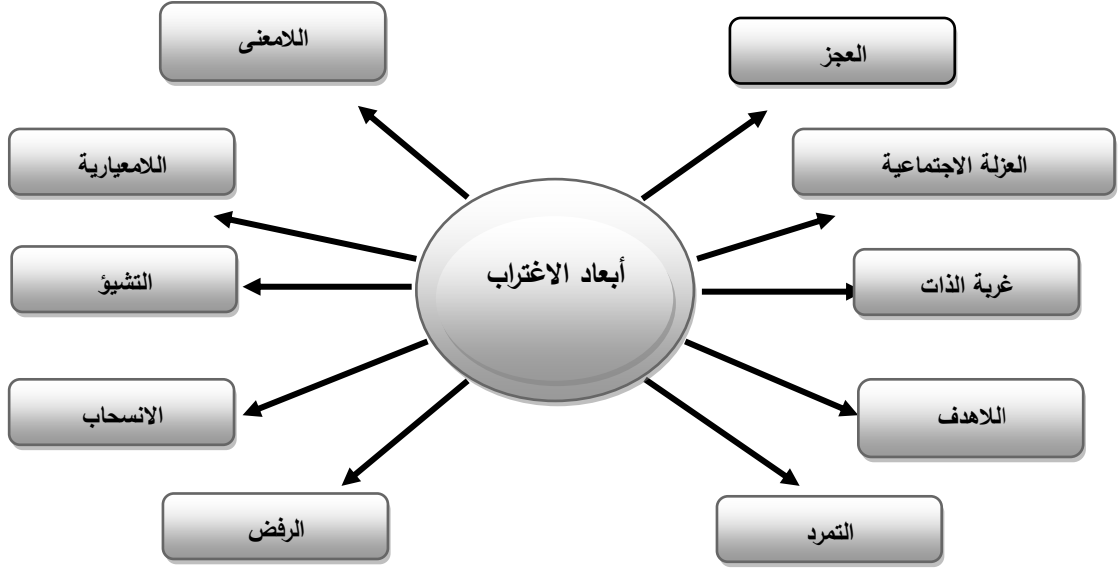 اللامعنى
العجز
اللامعيارية
العزلة الاجتماعية
أبعاد الاغتراب
التشيؤ
غربة الذات
الانسحاب
اللاهدف
الرفض
التمرد